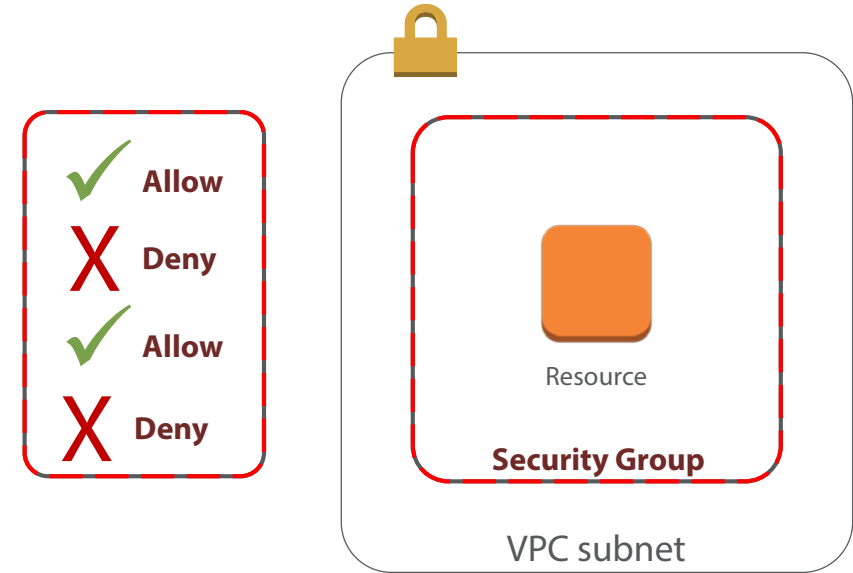 Allow
Deny
Allow
Deny
Resource
Security Group
VPC subnet